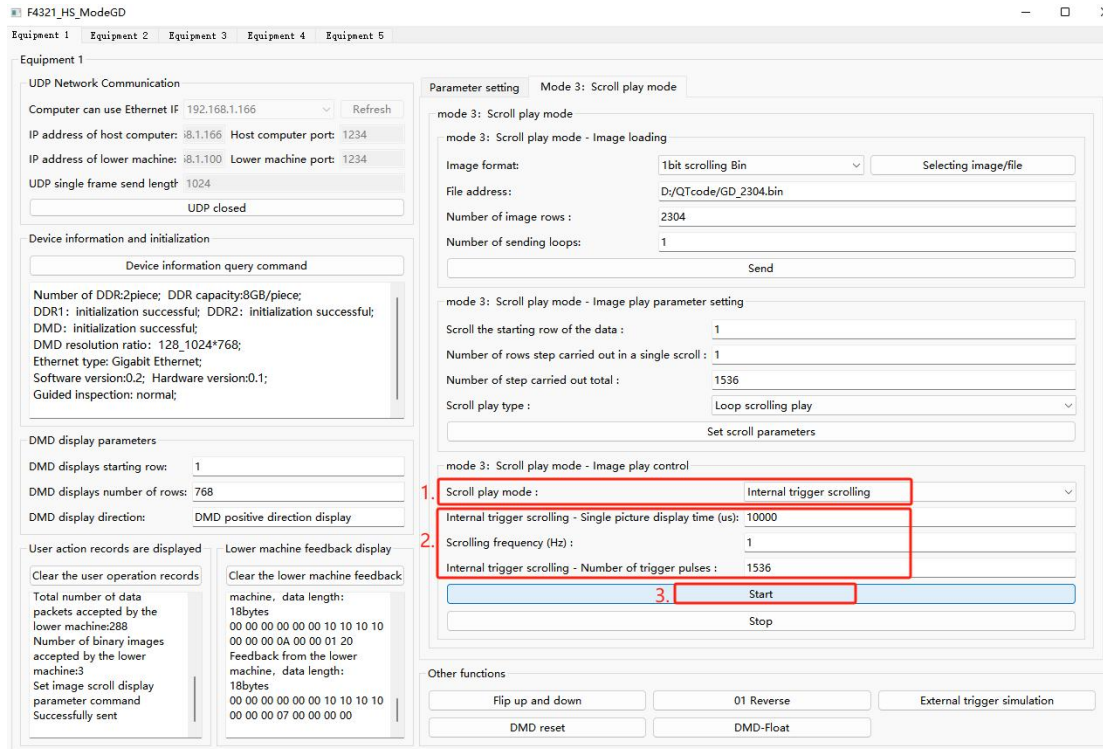 F4321_HS_ModeGD
Equipment 1 Equipment 2 Equipment 3 Equipment 4 Equipment 5
Equipment 1
UDP Network Communication
Computer can use Ethernet IF 192.168.1.166 Refresh
IP address of host computer: i8.1.166 Host computer port: 1234
IP address of lower machine: i8.1.100 Lower machine port: 1234
UDP single frame send length 1024
UDP closed
Device information and initialization
Device information query command
Number of DDR:2piece; DDR capacity:8GB/piece;
DDR1: initialization successful; DDR2: initialization successful;
DMD: initialization successful;
DMD resolution ratio: 128_1024*768;
Ethernet type: Gigabit Ethernet;
Software version:0.2; Hardware version:0.1;
Guided inspection: normal;
DMD display parameters
DMD displays starting row: 1
DMD displays number of rows: 768
DMD display direction: DMD positive direction display
User action records are displayed
Clear the user operation records
Total number of data
packets accepted by the
lower machine:288
Number of binary images
accepted by the lower
machine:3
Set image scroll display
parameter command
Successfully sent
Lower machine feedback display
Clear the lower machine feedback
machine, data length:
18bytes
00 00 00 00 00 00 10 10 10 10
00 00 00 0A 00 00 01 20
Feedback from the lower
machine, data length:
18bytes
00 00 00 00 00 00 10 10 10 10
00 00 00 07 00 00 00 00
Parameter setting Mode 3: Scroll play mode
mode 3: Scroll play mode
mode 3: Scroll play mode - Image loading
Image format: 1bit scrolling Bin Selecting image/file
File address: D:/QTcode/GD_2304.bin
Number of image rows : 2304
Number of sending loops: 1
Send
mode 3: Scroll play mode - Image play parameter setting
Scroll the starting row of the data : 1
Number of rows step carried out in a single scroll : 1
Number of step carried out total : 1536
Scroll play type : Loop scrolling play
Set scroll parameters
mode 3: Scroll play mode - Image play control
1. Scroll play mode : Internal trigger scrolling
Internal trigger scrolling - Single picture display time (us): 10000
2. Scrolling frequency (Hz) : 1
Internal trigger scrolling - Number of trigger pulses : 1536
3. Start
Stop
Other functions
Flip up and down 01 Reverse External trigger simulation
DMD reset DMD-Float